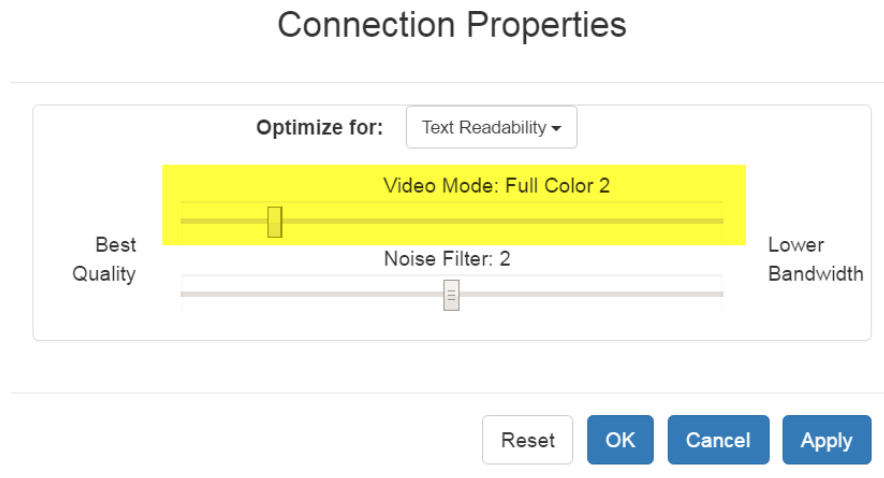 Connection Properties
Optimize for: Text Readability
Video Mode: Full Color 2
Best
Quality
Noise Filter: 2
Lower
Bandwidth
Reset OK Cancel Apply